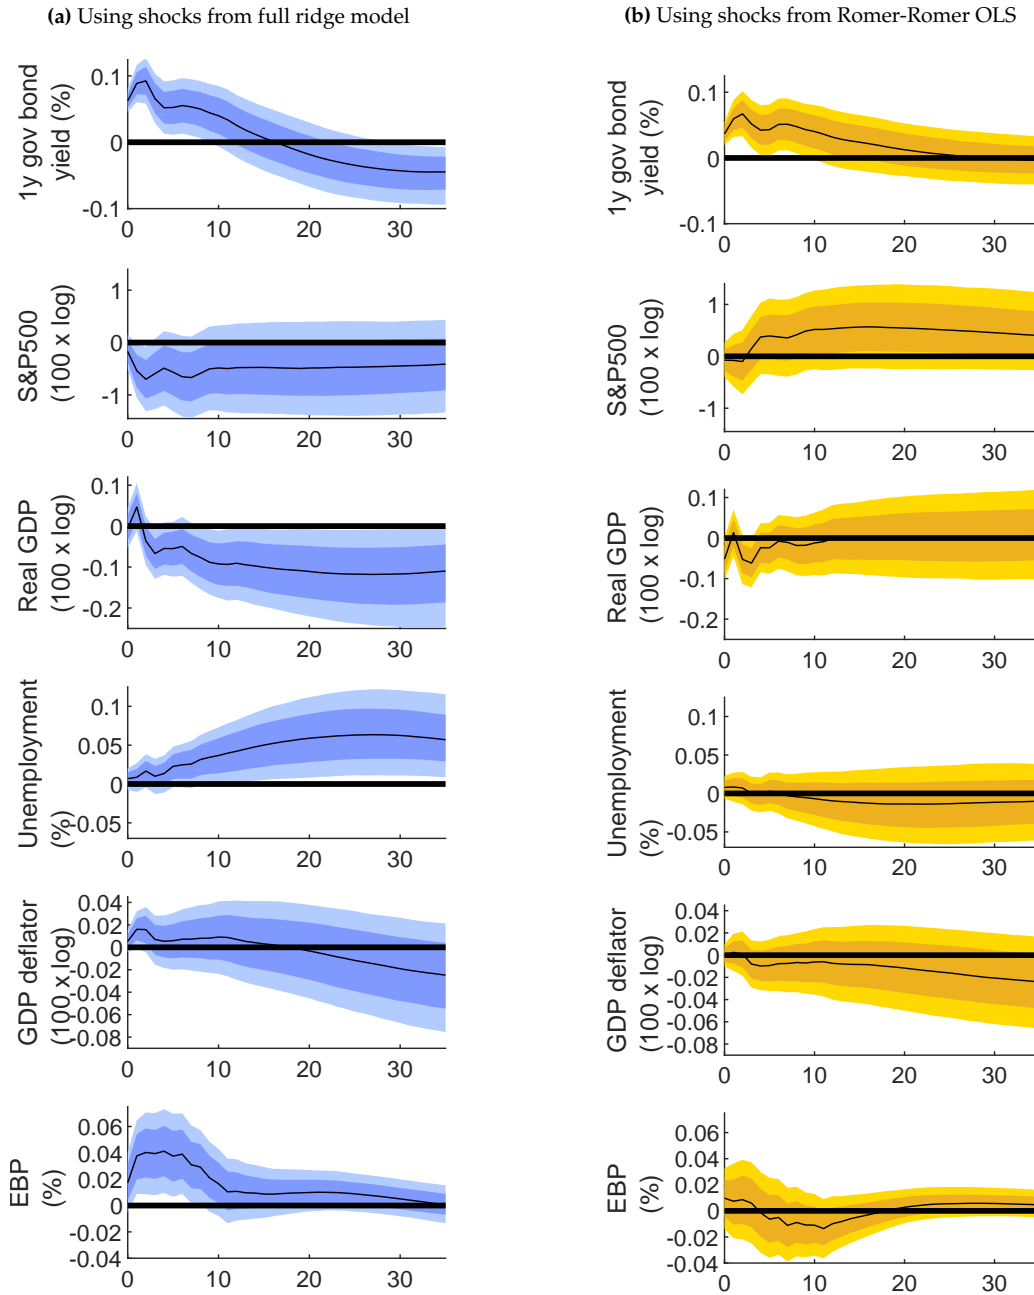 (a) Using shocks from full ridge model
1y gov bond
yield (%)
0.1
0
-0.1
0 10 20 30
S&P500
(100 x log)
1
0
-1
0 10 20 30
Real GDP
(100 x log)
0.1
0
-0.1
-0.2
0 10 20 30
Unemployment
(%)
0.1
0.05
0
-0.05
0 10 20 30
GDP deflator
(100 x log)
0.04
0.02
0
-0.02
-0.04
-0.06
-0.08
0 10 20 30
EBP
(%)
0.06
0.04
0.02
0
-0.02
-0.04
0 10 20 30
(b) Using shocks from Romer-Romer OLS
1y gov bond
yield (%)
0.1
0
-0.1
0 10 20 30
S&P500
(100 x log)
1
0
-1
0 10 20 30
Real GDP
(100 x log)
0.1
0
-0.1
-0.2
0 10 20 30
Unemployment
(%)
0.1
0.05
0
-0.05
0 10 20 30
GDP deflator
(100 x log)
0.04
0.02
0
-0.02
-0.04
-0.06
-0.08
0 10 20 30
EBP
(%)
0.06
0.04
0.02
0
-0.02
-0.04
0 10 20 30